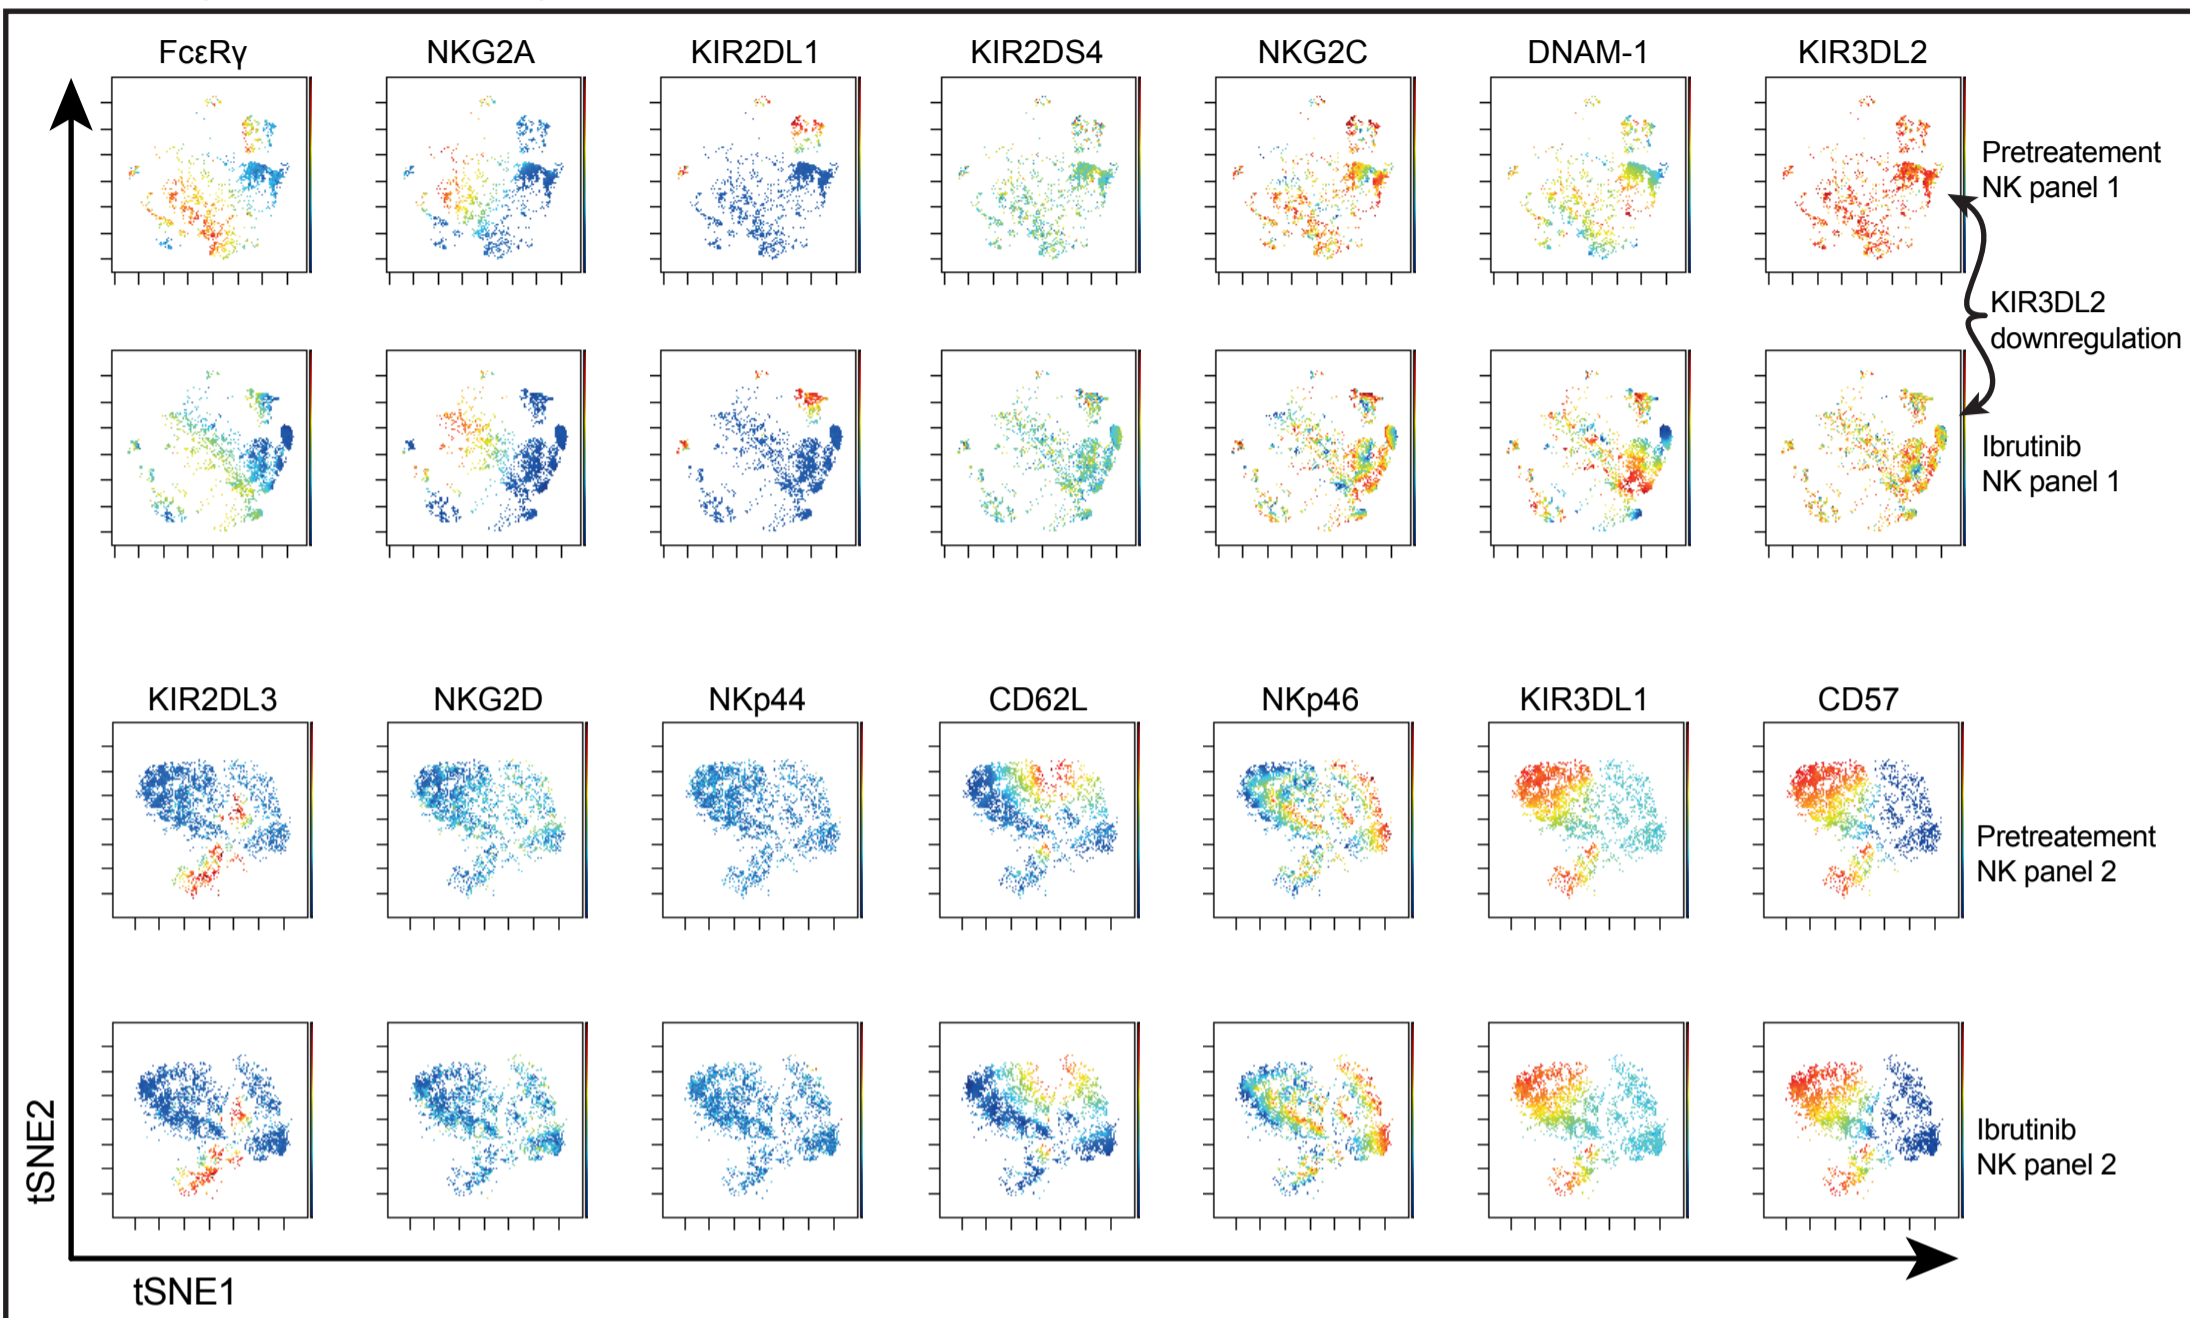 FcεRγ NKG2A KIR2DL1 KIR2DS4 NKG2C DNAM-1 KIR3DL2
Pretreatement
NK panel 1
KIR3DL2
downregulation
Ibrutinib
NK panel 1
KIR2DL3 NKG2D NKp44 CD62L NKp46 KIR3DL1 CD57
Pretreatement
NK panel 2
Ibrutinib
NK panel 2
tSNE2
tSNE1